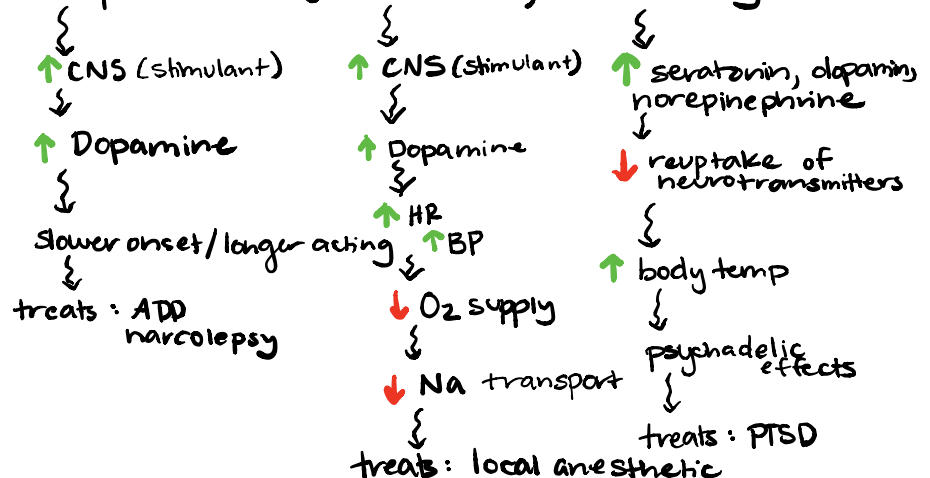 ↑ CNS (stimulant)
↑ Dopamine
slower onset/longer acting
treats: ADD
narcolepsy
↑ CNS (stimulant)
↑ Dopamine
↑ HR
↑ BP
↓ O2 supply
↓ Na transport
treats: local anesthetic
↑ seratonin, dopamin,
norepinephrine
↓ reuptake of
neurotransmitters
↑ body temp
psychadelic
effects
treats: PTSD